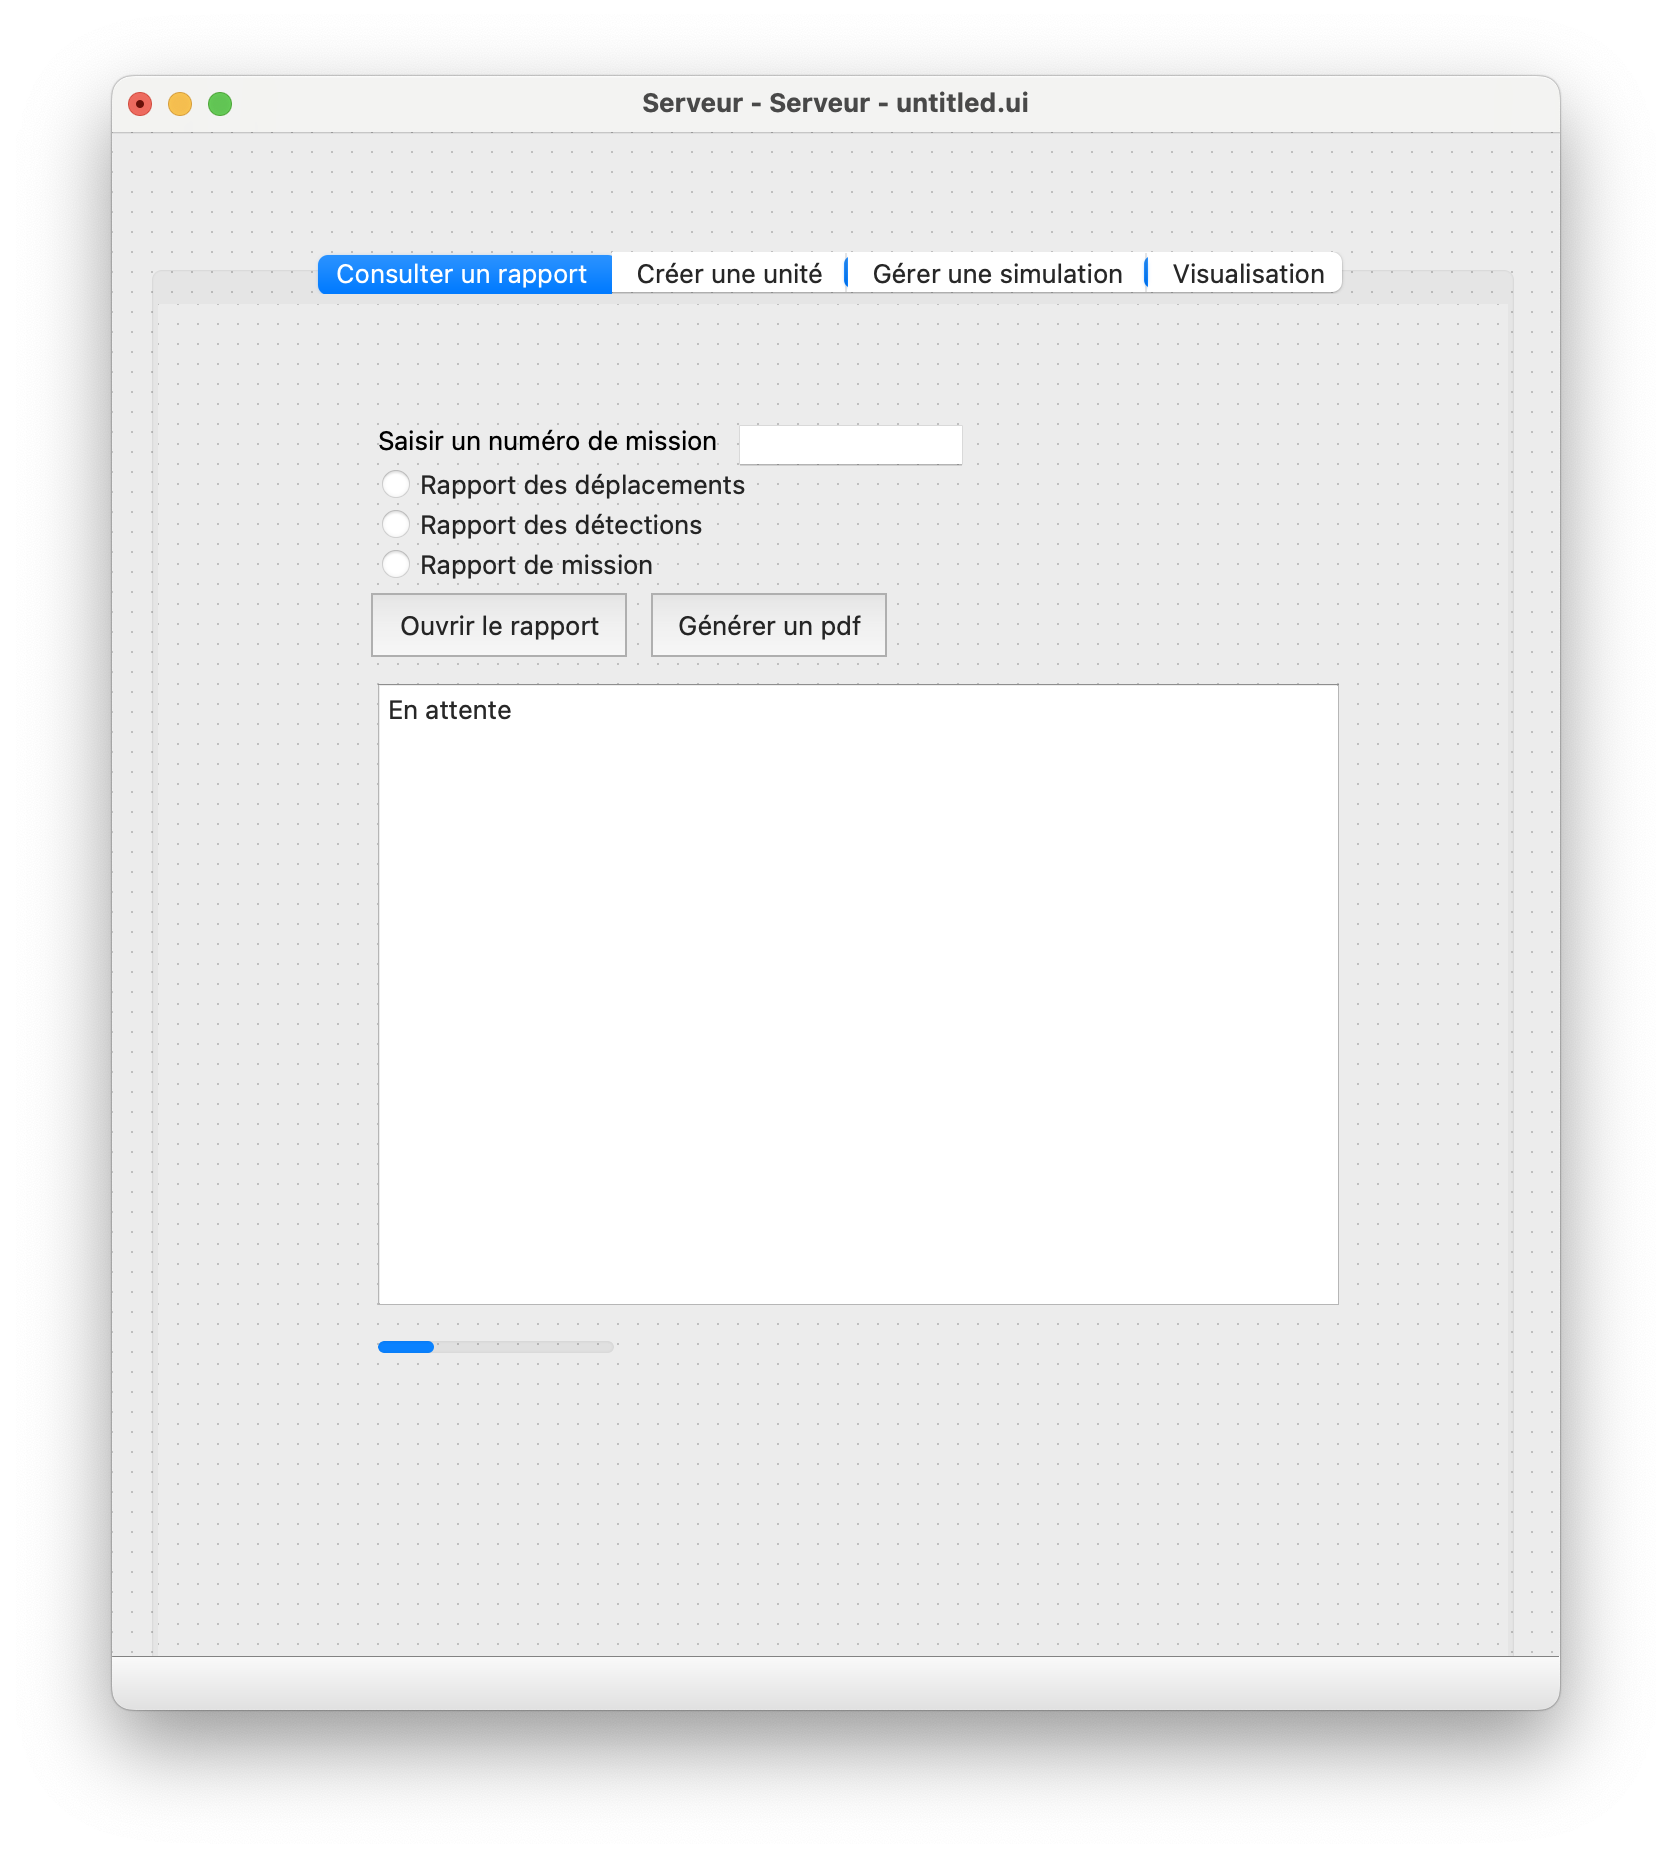 Serveur - Serveur - untitled.ui
Consulter un rapport Créer une unité Gérer une simulation Visualisation
Saisir un numéro de mission
Rapport des déplacements
Rapport des détections
Rapport de mission
Ouvrir le rapport Générer un pdf
En attente